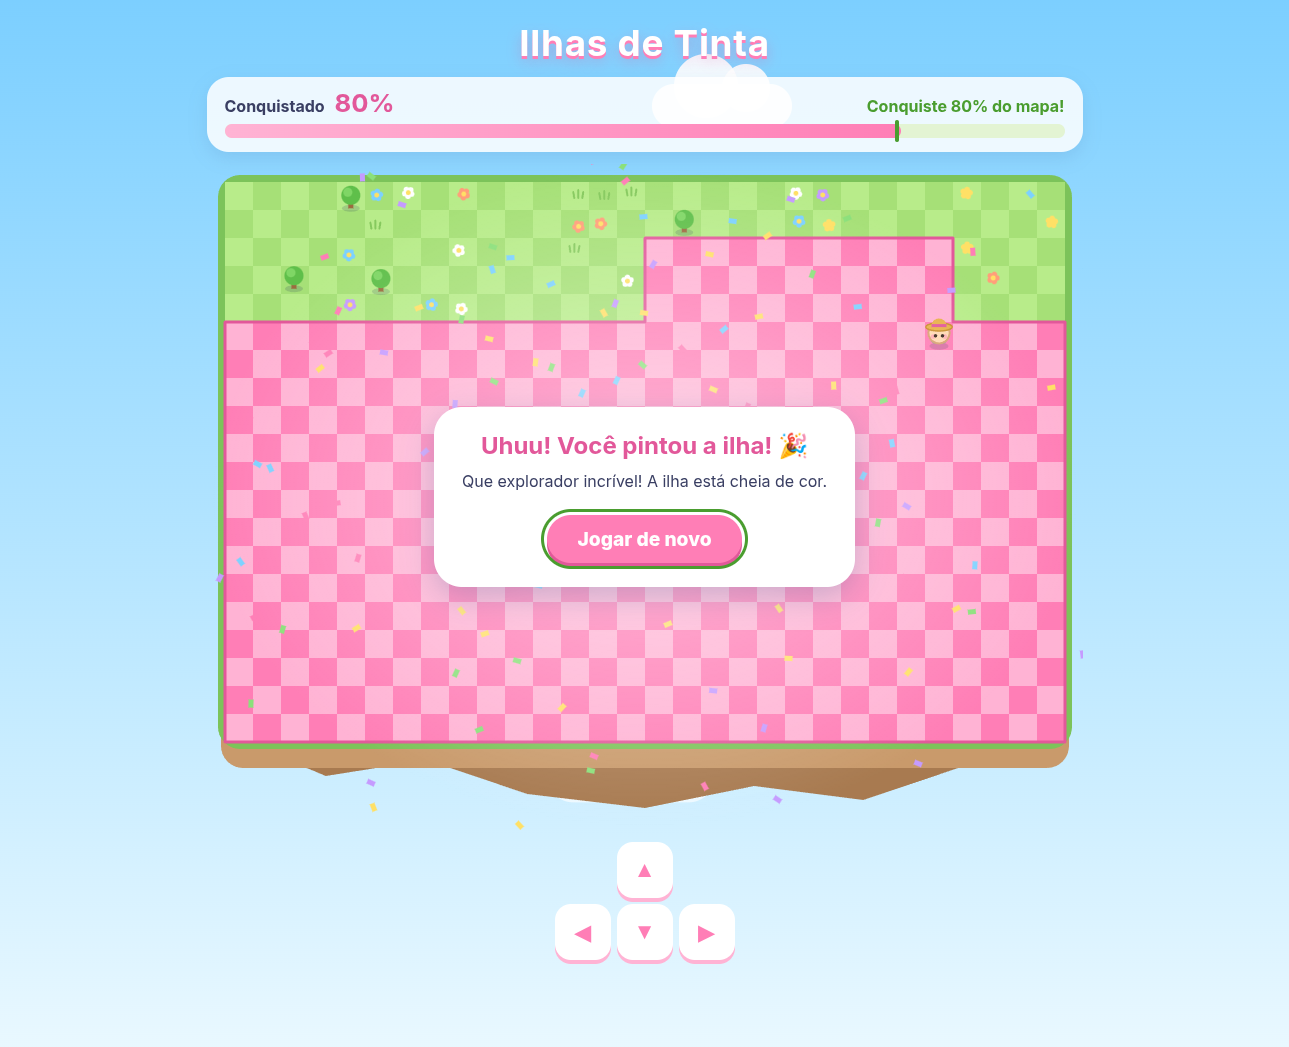 Ilhas de Tinta
Conquistado 80%
Conquiste 80% do mapa!
Uhuu! Você pintou a ilha! 🎉
Que explorador incrível! A ilha está cheia de cor.
Jogar de novo
▲
◀ ▼ ▶